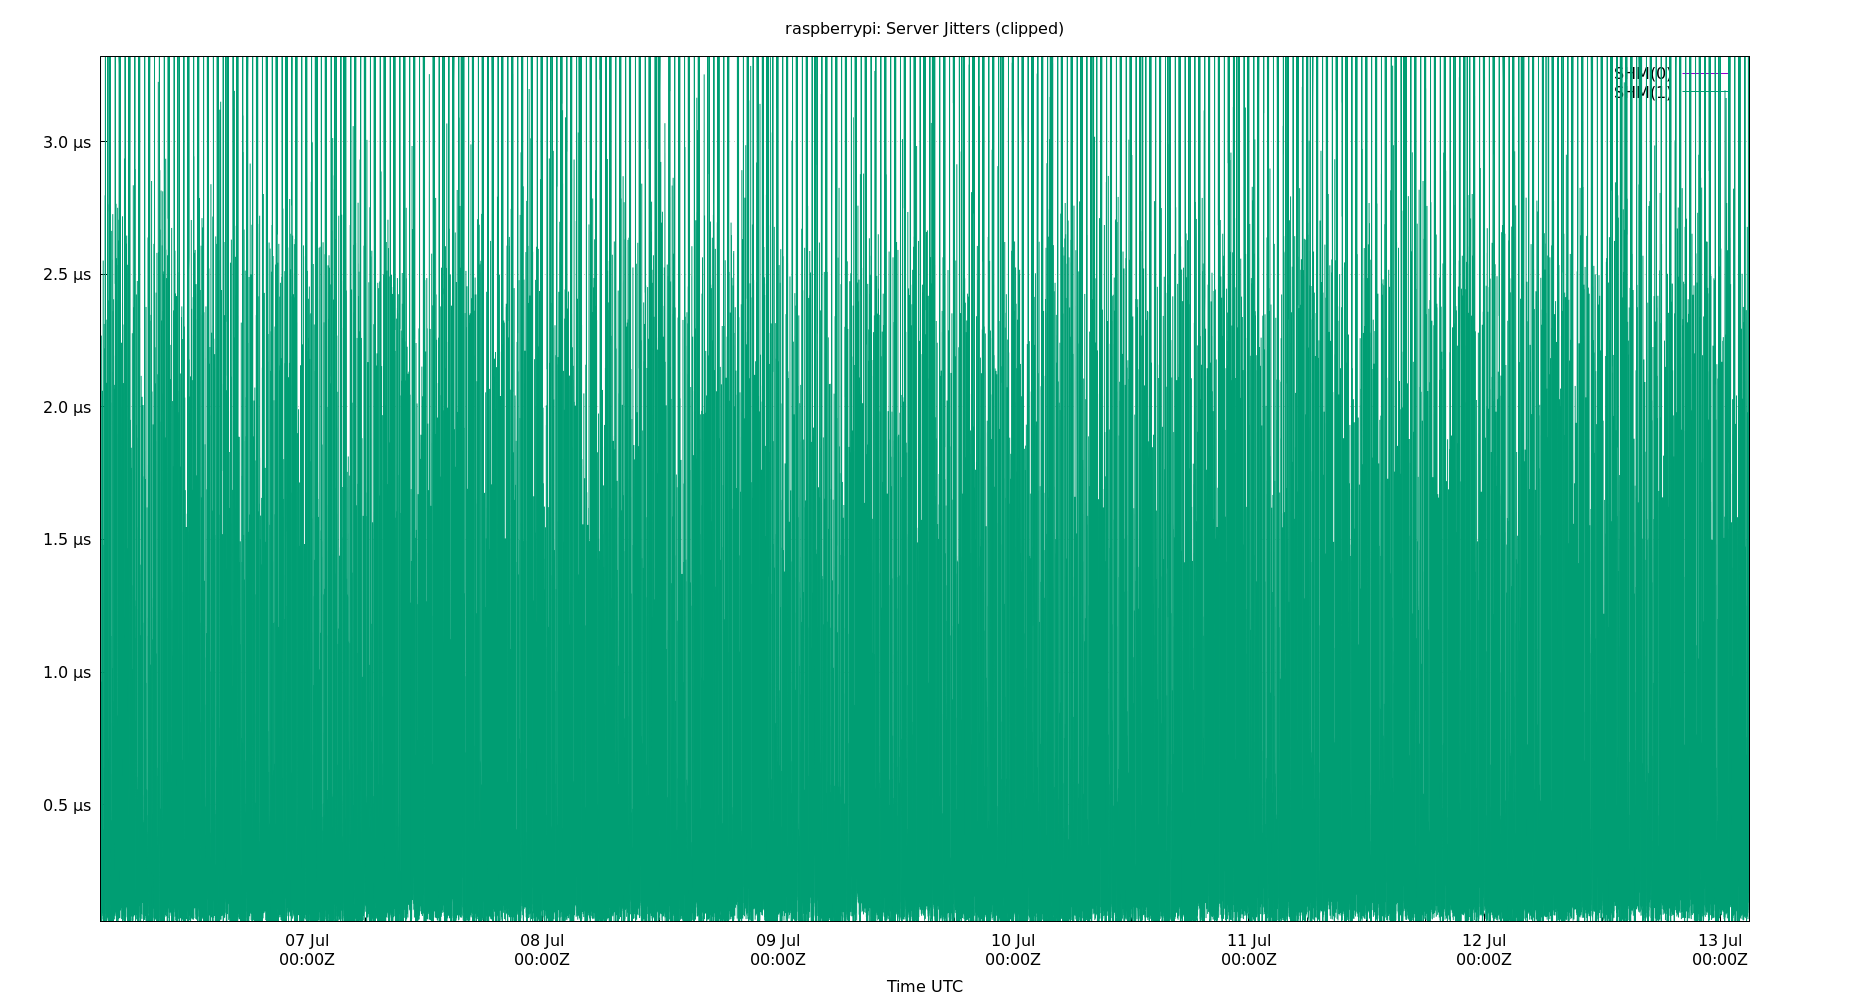 raspberrypi: Server Jitters (clipped)
SHM(0)
SHM(1)
3.0 µs
2.5 µs
2.0 µs
1.5 µs
1.0 µs
0.5 µs
07 Jul
00:00Z
08 Jul
00:00Z
09 Jul
00:00Z
10 Jul
00:00Z
11 Jul
00:00Z
12 Jul
00:00Z
13 Jul
00:00Z
Time UTC